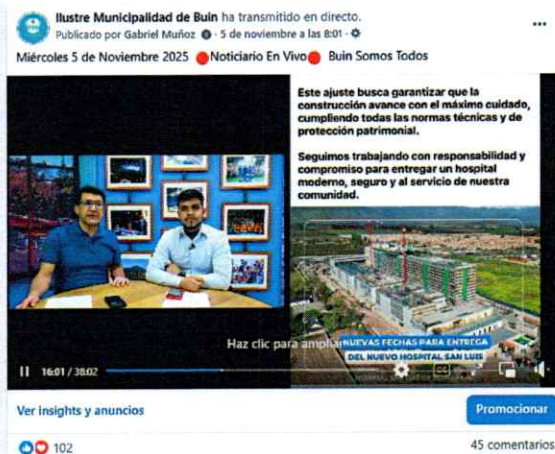 Ilustre Municipalidad de Buin ha transmitido en directo.
Publicado por Gabriel Muñoz · 5 de noviembre a las 8:01 ·
Miércoles 5 de Noviembre 2025 🔴Noticiario En Vivo🔴 Buin Somos Todos
Este ajuste busca garantizar que la
construcción avance con el máximo cuidado,
cumpliendo todas las normas técnicas y de
protección patrimonial.
Seguimos trabajando con responsabilidad y
compromiso para entregar un hospital
moderno, seguro y al servicio de nuestra
comunidad.
Haz clic para ampliar
NUEVAS FECHAS PARA ENTREGA
DEL NUEVO HOSPITAL SAN LUIS
16:01 / 38:02
Ver insights y anuncios
Promocionar
102
45 comentarios